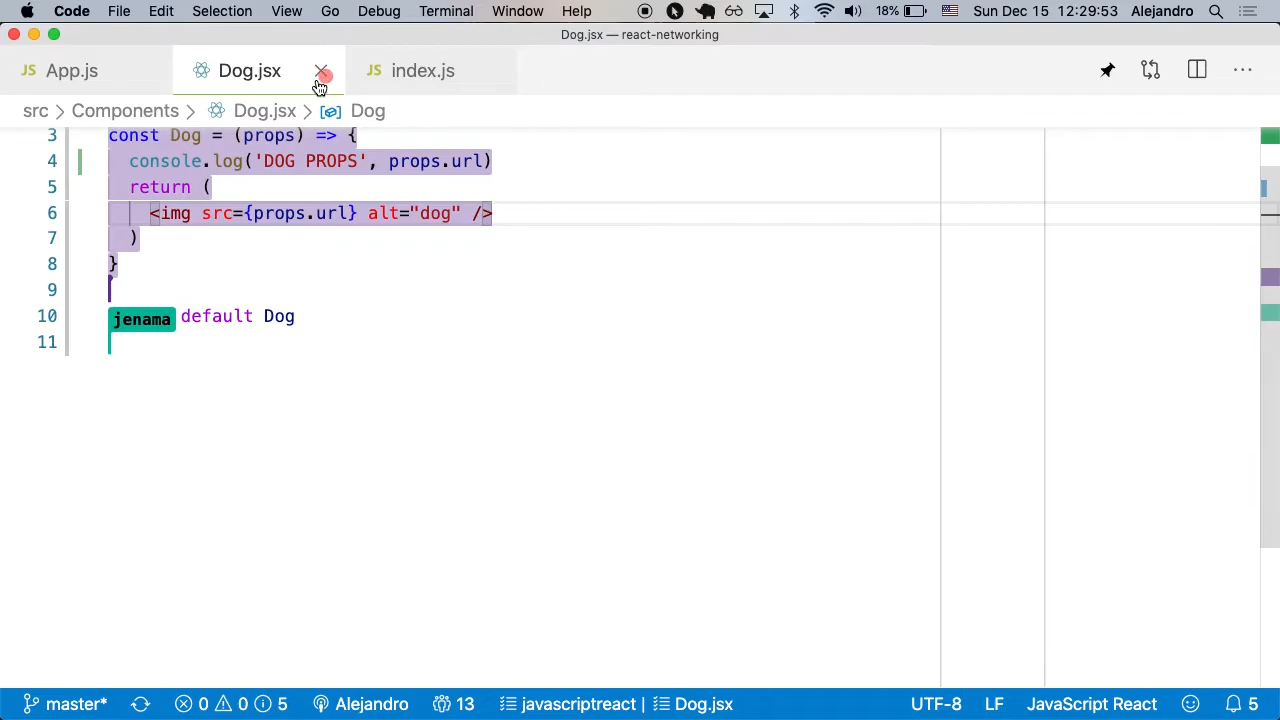 Code File Edit Selection View Go Debug Terminal Window Help 18% Sun Dec 15 12:29:53 Alejandro
Dog.jsx — react-networking
JS App.js Dog.jsx JS index.js
src > Components > Dog.jsx > Dog
3 const Dog = (props) => {
4 console.log('DOG PROPS', props.url)
5 return (
6 <img src={props.url} alt="dog" />
7 )
8 }
9
10 jenama default Dog
11
master* 0 0 5 Alejandro 13 javascriptreact | Dog.jsx UTF-8 LF JavaScript React 5